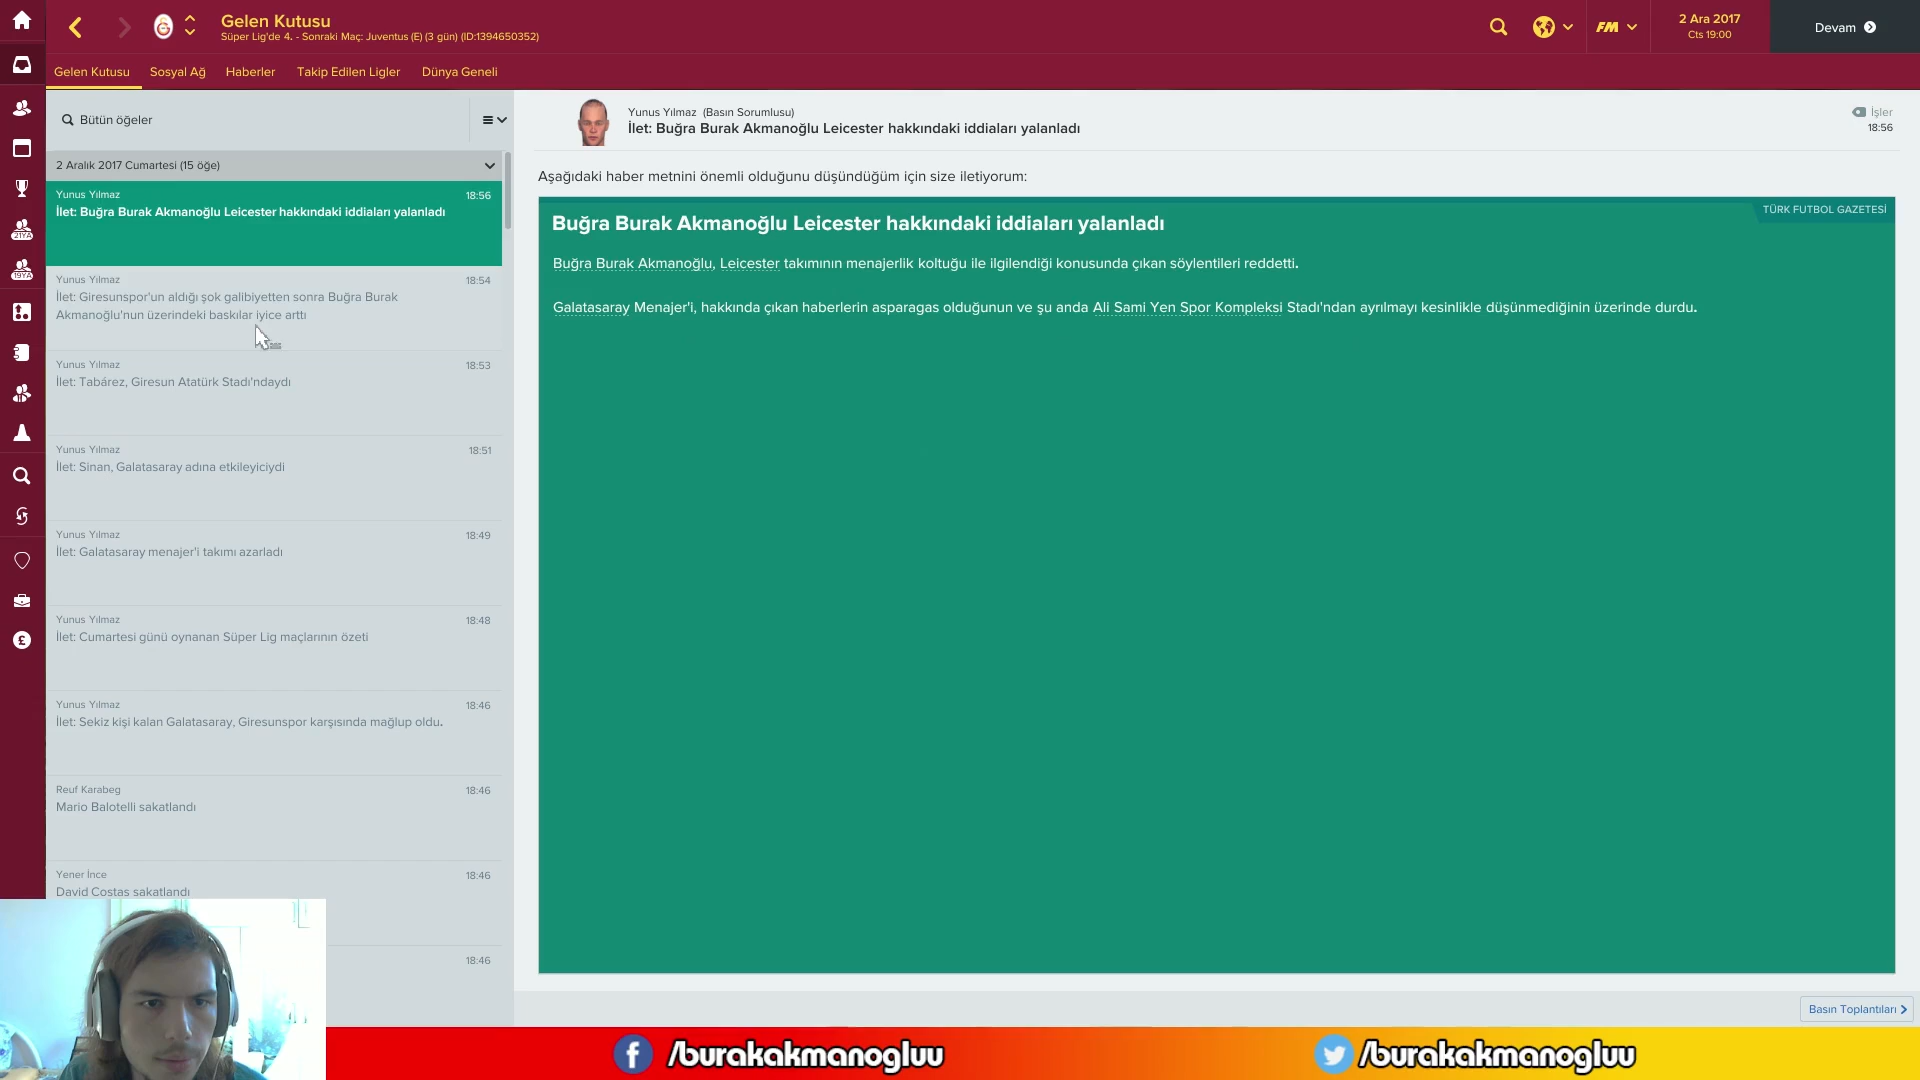 Gelen Kutusu
Süper Lig'de 4. - Sonraki Maç: Juventus (E) (3 gün) (ID:1394650352)
FM
2 Ara 2017
Cts 19:00
Devam
Gelen Kutusu
Sosyal Ağ
Haberler
Takip Edilen Ligler
Dünya Geneli
Bütün öğeler
2 Aralık 2017 Cumartesi (15 öğe)
Yunus Yılmaz
18:56
İlet: Buğra Burak Akmanoğlu Leicester hakkındaki iddiaları yalanladı
Yunus Yılmaz
18:54
İlet: Giresunspor'un aldığı şok galibiyetten sonra Buğra Burak
Akmanoğlu'nun üzerindeki baskılar iyice arttı
Yunus Yılmaz
18:53
İlet: Tabárez, Giresun Atatürk Stadı'ndaydı
Yunus Yılmaz
18:51
İlet: Sinan, Galatasaray adına etkileyiciydi
Yunus Yılmaz
18:49
İlet: Galatasaray menajer'i takımı azarladı
Yunus Yılmaz
18:48
İlet: Cumartesi günü oynanan Süper Lig maçlarının özeti
Yunus Yılmaz
18:46
İlet: Sekiz kişi kalan Galatasaray, Giresunspor karşısında mağlup oldu.
Reuf Karabeg
18:46
Mario Balotelli sakatlandı
Yener İnce
18:46
David Costas sakatlandı
18:46
Yunus Yılmaz (Basın Sorumlusu)
İlet: Buğra Burak Akmanoğlu Leicester hakkındaki iddiaları yalanladı
İşler
18:56
Aşağıdaki haber metnini önemli olduğunu düşündüğüm için size iletiyorum:
TÜRK FUTBOL GAZETESİ
Buğra Burak Akmanoğlu Leicester hakkındaki iddiaları yalanladı
Buğra Burak Akmanoğlu, Leicester takımının menajerlik koltuğu ile ilgilendiği konusunda çıkan söylentileri reddetti.
Galatasaray Menajer'i, hakkında çıkan haberlerin asparagas olduğunun ve şu anda Ali Sami Yen Spor Kompleksi Stadı'ndan ayrılmayı kesinlikle düşünmediğinin üzerinde durdu.
Basın Toplantıları
/burakakmanogluu
/burakakmanogluu